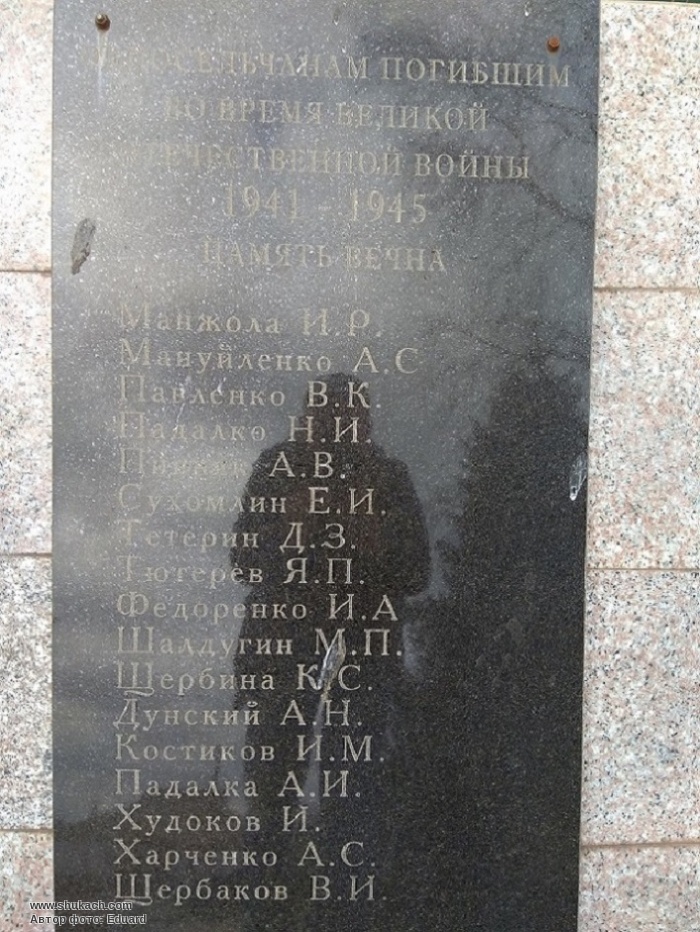 ОДНОСЕЛЬЧАНАМ ПОГИБШИМ
ВО ВРЕМЯ ВЕЛИКОЙ
ОТЕЧЕСТВЕННОЙ ВОЙНЫ
1941 - 1945
ПАМЯТЬ ВЕЧНА
Манжола И.Р.
Мануйленко А.С
Павленко В.К.
Падалко Н.И.
А.В.
Сухомлин Е.И.
Тетерин Д.З.
Тютерев Я.П.
Федоренко И.А
Шалдугин М.П.
Щербина К.С.
Дунский А.Н.
Костиков И.М.
Падалка А.И.
Худоков И.
Харченко А.С.
Щербаков В.И.
www.shukach.com
Автор фото: Eduard